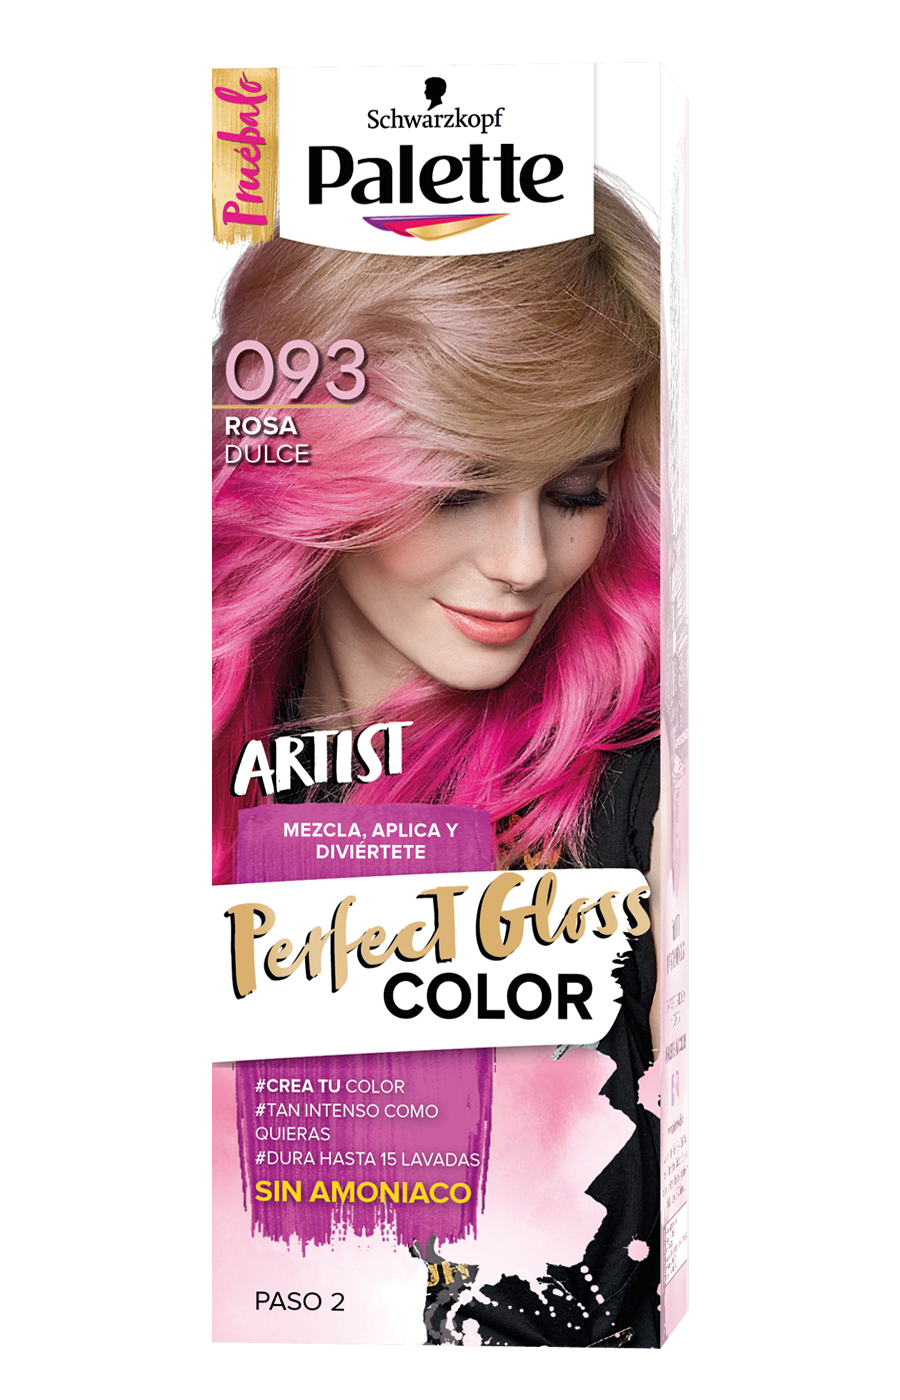 Pruébalo
Schwarzkopf
Palette
093
ROSA
DULCE
ARTIST
MEZCLA, APLICA Y
DIVIÉRTETE
Perfect Gloss
COLOR
#CREA TU COLOR
#TAN INTENSO COMO
QUIERAS
#DURA HASTA 15 LAVADAS
SIN AMONIACO
PASO 2